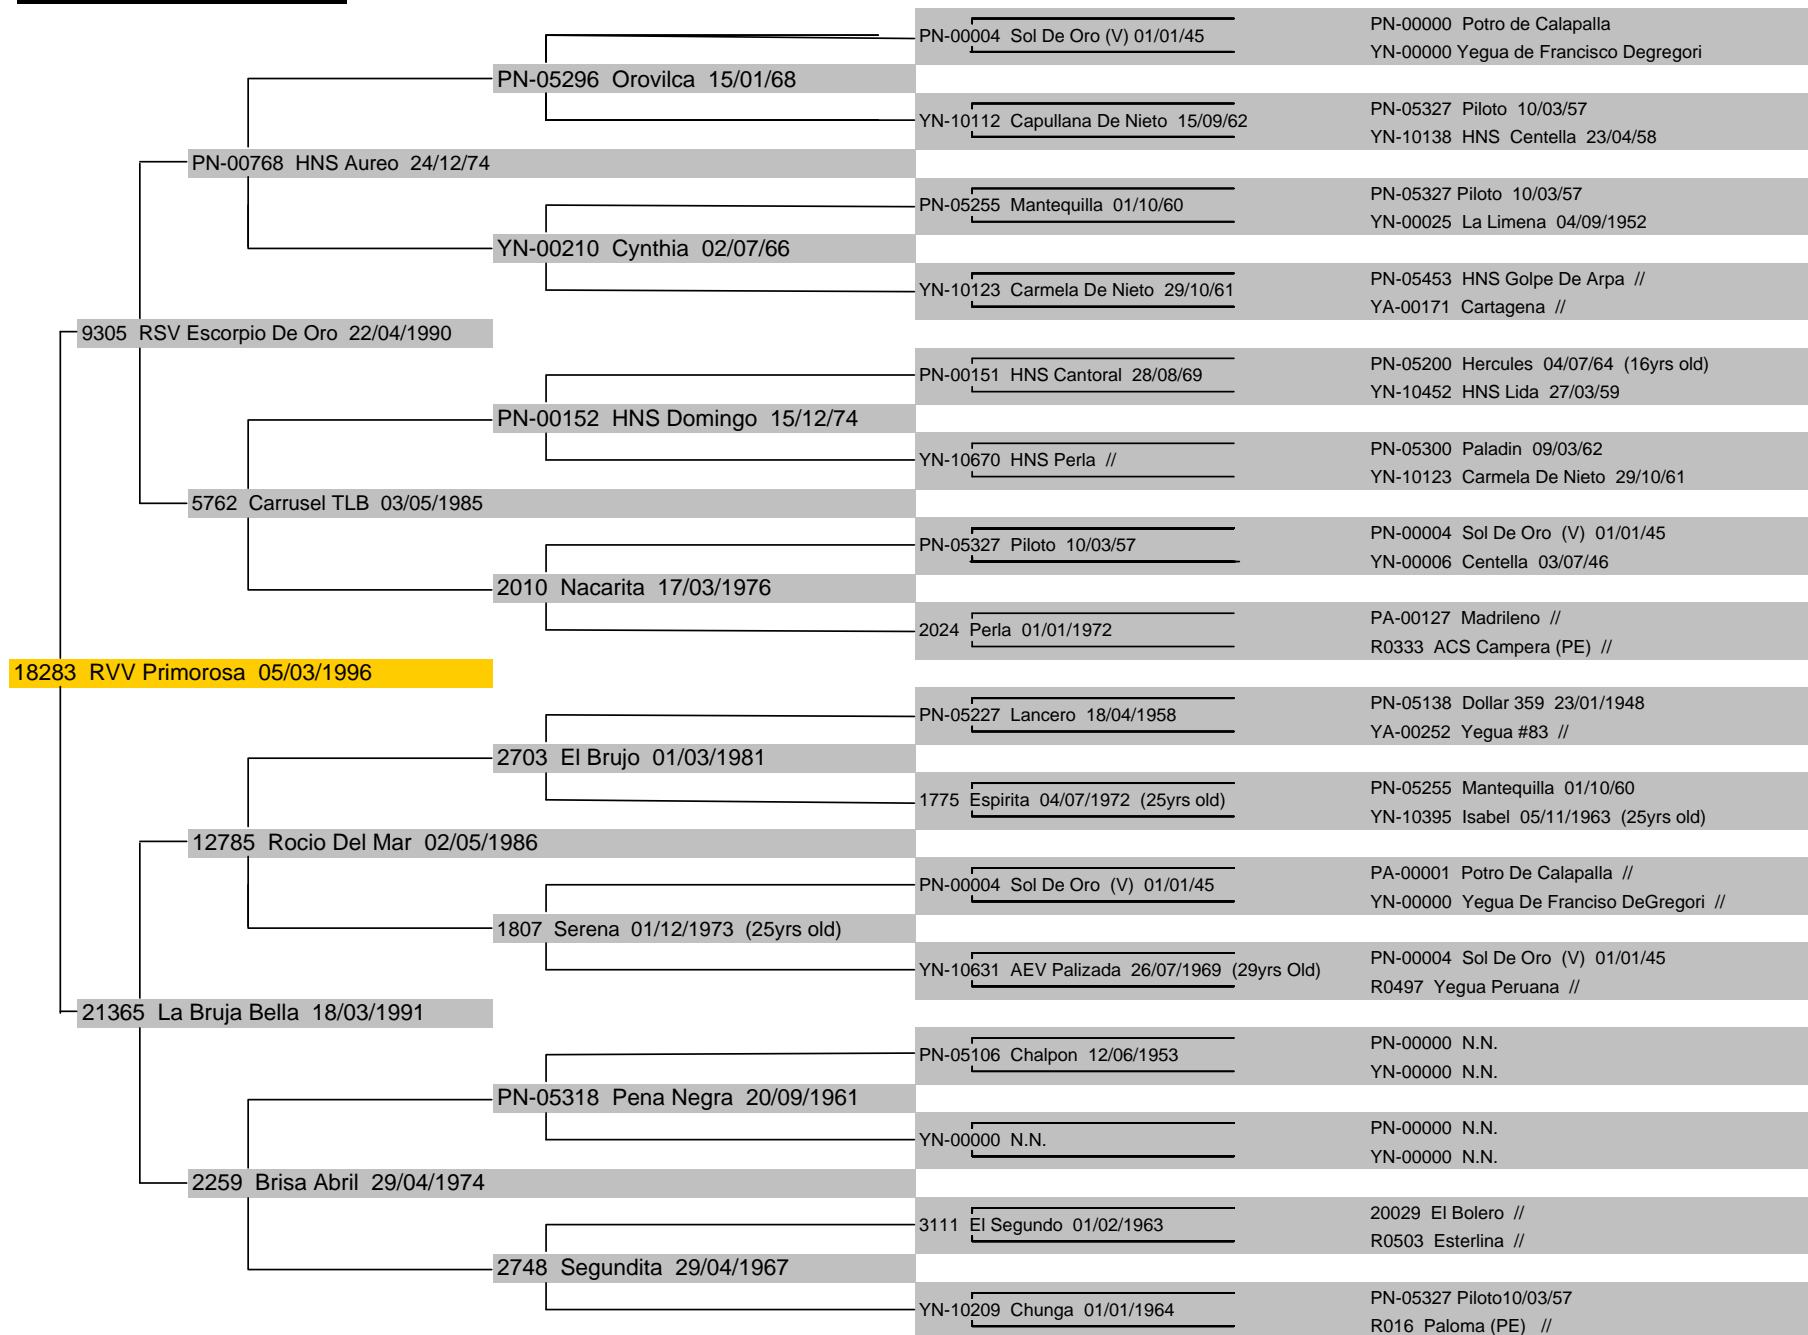 PN-00004 Sol De Oro (V) 01/01/45
PN-00000 Potro de Calapalla
YN-00000 Yegua de Francisco Degregori
PN-05296 Orovilca 15/01/68
YN-10112 Capullana De Nieto 15/09/62
PN-05327 Piloto 10/03/57
YN-10138 HNS Centella 23/04/58
PN-00768 HNS Aureo 24/12/74
PN-05255 Mantequilla 01/10/60
PN-05327 Piloto 10/03/57
YN-00025 La Limena 04/09/1952
YN-00210 Cynthia 02/07/66
YN-10123 Carmela De Nieto 29/10/61
PN-05453 HNS Golpe De Arpa //
YA-00171 Cartagena //
9305 RSV Escorpio De Oro 22/04/1990
PN-00151 HNS Cantoral 28/08/69
PN-05200 Hercules 04/07/64 (16yrs old)
YN-10452 HNS Lida 27/03/59
PN-00152 HNS Domingo 15/12/74
YN-10670 HNS Perla //
PN-05300 Paladin 09/03/62
YN-10123 Carmela De Nieto 29/10/61
5762 Carrusel TLB 03/05/1985
PN-05327 Piloto 10/03/57
PN-00004 Sol De Oro (V) 01/01/45
YN-00006 Centella 03/07/46
2010 Nacarita 17/03/1976
2024 Perla 01/01/1972
PA-00127 Madrileno //
R0333 ACS Campera (PE) //
18283 RVV Primorosa 05/03/1996
PN-05227 Lancero 18/04/1958
PN-05138 Dollar 359 23/01/1948
YA-00252 Yegua #83 //
2703 El Brujo 01/03/1981
1775 Espirita 04/07/1972 (25yrs old)
PN-05255 Mantequilla 01/10/60
YN-10395 Isabel 05/11/1963 (25yrs old)
12785 Rocio Del Mar 02/05/1986
PN-00004 Sol De Oro (V) 01/01/45
PA-00001 Potro De Calapalla //
YN-00000 Yegua De Franciso DeGregori //
1807 Serena 01/12/1973 (25yrs old)
YN-10631 AEV Palizada 26/07/1969 (29yrs Old)
PN-00004 Sol De Oro (V) 01/01/45
R0497 Yegua Peruana //
21365 La Bruja Bella 18/03/1991
PN-05106 Chalpon 12/06/1953
PN-00000 N.N.
YN-00000 N.N.
PN-05318 Pena Negra 20/09/1961
YN-00000 N.N.
PN-00000 N.N.
YN-00000 N.N.
2259 Brisa Abril 29/04/1974
3111 El Segundo 01/02/1963
20029 El Bolero //
R0503 Esterlina //
2748 Segundita 29/04/1967
YN-10209 Chunga 01/01/1964
PN-05327 Piloto10/03/57
R016 Paloma (PE) //